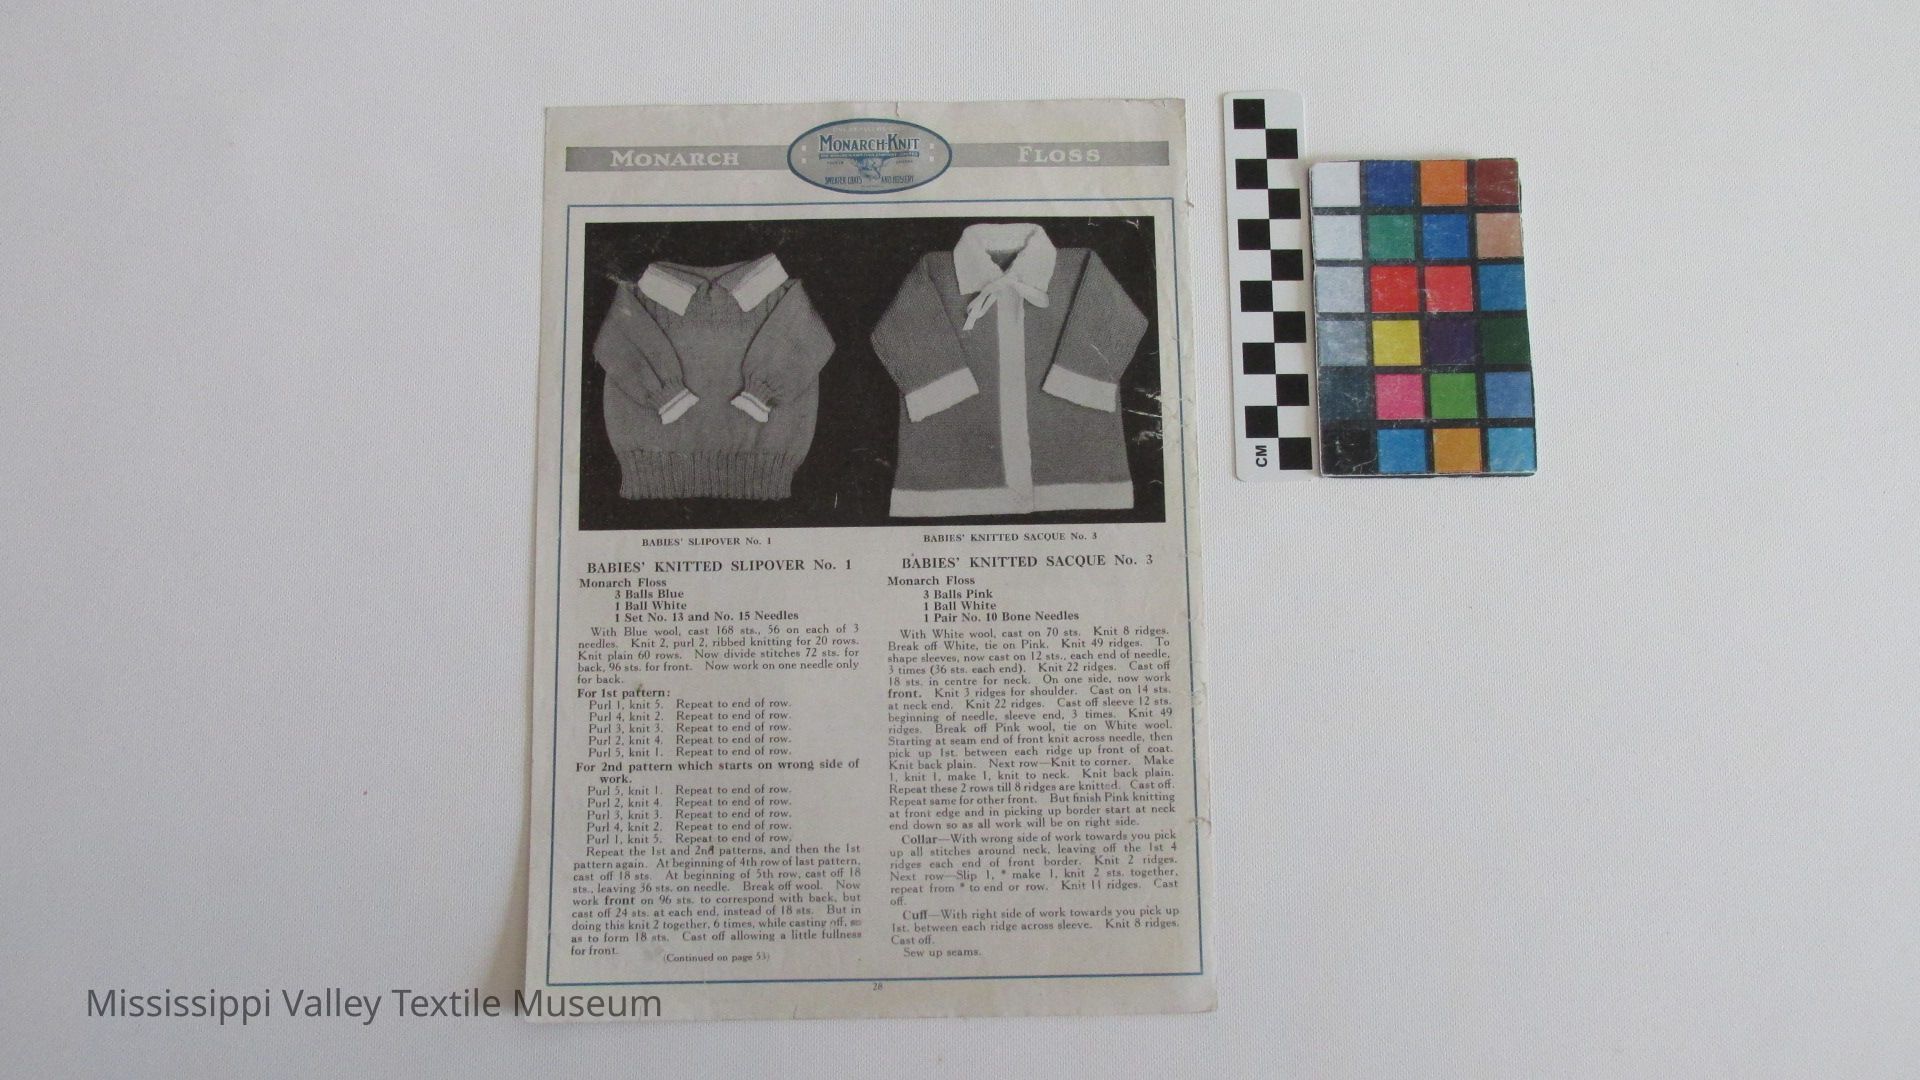 MONARCH
MONARCH-KNIT
SWEATER COATS AND HOSIERY
FLOSS
CM
BABIES' SLIPOVER No. 1
BABIES' KNITTED SLIPOVER No. 1
Monarch Floss
3 Balls Blue
1 Ball White
1 Set No. 13 and No. 15 Needles
With Blue wool, cast 168 sts., 56 on each of 3
needles. Knit 2, purl 2, ribbed knitting for 20 rows.
Knit plain 60 rows. Now divide stitches 72 sts. for
back, 96 sts. for front. Now work on one needle only
for back.
For 1st pattern:
Purl 1, knit 5. Repeat to end of row.
Purl 4, knit 2. Repeat to end of row.
Purl 3, knit 3. Repeat to end of row.
Purl 2, knit 4. Repeat to end of row.
Purl 5, knit 1. Repeat to end of row.
For 2nd pattern which starts on wrong side of
work.
Purl 5, knit 1. Repeat to end of row.
Purl 2, knit 4. Repeat to end of row.
Purl 3, knit 3. Repeat to end of row.
Purl 4, knit 2. Repeat to end of row.
Purl 1, knit 5. Repeat to end of row.
Repeat the 1st and 2nd patterns, and then the 1st
pattern again. At beginning of 4th row of last pattern,
cast off 18 sts. At beginning of 5th row, cast off 18
sts., leaving 36 sts. on needle. Break off wool. Now
work front on 96 sts. to correspond with back, but
cast off 24 sts. at each end, instead of 18 sts. But in
doing this knit 2 together, 6 times, while casting off, so
as to form 18 sts. Cast off allowing a little fullness
for front.
(Continued on page 53)
BABIES' KNITTED SACQUE No. 3
BABIES' KNITTED SACQUE No. 3
Monarch Floss
3 Balls Pink
1 Ball White
1 Pair No. 10 Bone Needles
With White wool, cast on 70 sts. Knit 8 ridges.
Break off White, tie on Pink. Knit 49 ridges. To
shape sleeves, now cast on 12 sts., each end of needle,
3 times (36 sts. each end). Knit 22 ridges. Cast off
18 sts. in centre for neck. On one side, now work
front. Knit 3 ridges for shoulder. Cast on 14 sts.
at neck end. Knit 22 ridges. Cast off sleeve 12 sts.
beginning of needle, sleeve end, 3 times. Knit 49
ridges. Break off Pink wool, tie on White wool.
Starting at seam end of front knit across needle, then
pick up 1st. between each ridge up front of coat.
Knit back plain. Next row—Knit to corner. Make
1, knit 1, make 1, knit to neck. Knit back plain.
Repeat these 2 rows till 8 ridges are knitted. Cast off.
Repeat same for other front. But finish Pink knitting
at front edge and in picking up border start at neck
end down so as all work will be on right side.
Collar—With wrong side of work towards you pick
up all stitches around neck, leaving off the 1st 4
ridges each end of front border. Knit 2 ridges.
Next row—Slip 1, * make 1, knit 2 sts. together,
repeat from * to end or row. Knit 11 ridges. Cast
off.
Cuff—With right side of work towards you pick up
1st. between each ridge across sleeve. Knit 8 ridges.
Cast off.
Sew up seams.
28
Mississippi Valley Textile Museum